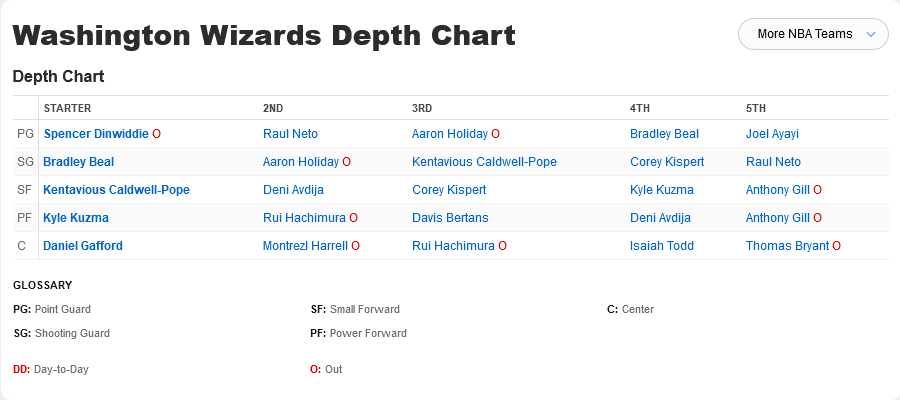 Washington Wizards Depth Chart
More NBA Teams
Depth Chart
STARTER 2ND 3RD 4TH 5TH
PG Spencer Dinwiddie O Raul Neto Aaron Holiday O Bradley Beal Joel Ayayi
SG Bradley Beal Aaron Holiday O Kentavious Caldwell-Pope Corey Kispert Raul Neto
SF Kentavious Caldwell-Pope Deni Avdija Corey Kispert Kyle Kuzma Anthony Gill O
PF Kyle Kuzma Rui Hachimura O Davis Bertans Deni Avdija Anthony Gill O
C Daniel Gafford Montrezl Harrell O Rui Hachimura O Isaiah Todd Thomas Bryant O
GLOSSARY
PG: Point Guard SF: Small Forward C: Center
SG: Shooting Guard PF: Power Forward
DD: Day-to-Day O: Out